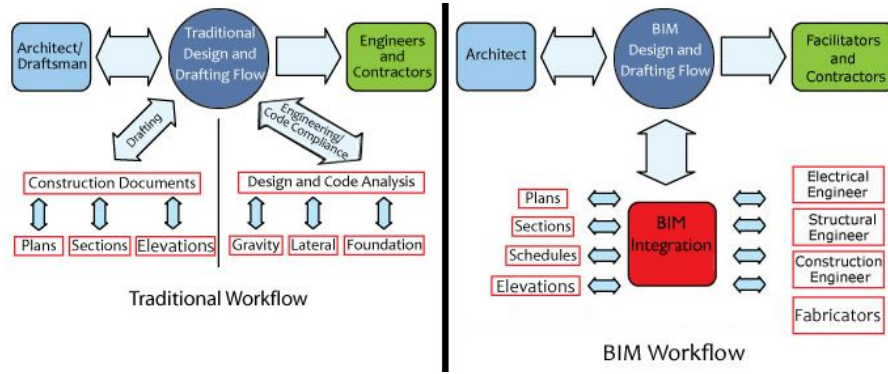 Architect/
Draftsman
Traditional
Design and
Drafting Flow
Engineers
and
Contractors
Drafting
Engineering/
Code Compliance
Construction Documents
Design and Code Analysis
Plans
Sections
Elevations
Gravity
Lateral
Foundation
Traditional Workflow
Architect
BIM
Design and
Drafting Flow
Facilitators
and
Contractors
Plans
Sections
Schedules
Elevations
BIM
Integration
Electrical
Engineer
Structural
Engineer
Construction
Engineer
Fabricators
BIM Workflow